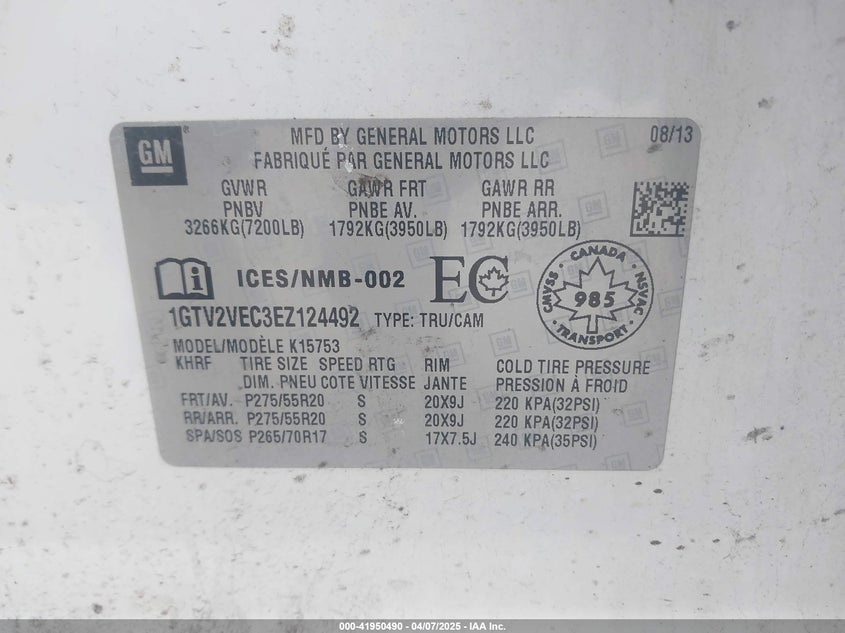 GM
MFD BY GENERAL MOTORS LLC 08/13
FABRIQUÉ PAR GENERAL MOTORS LLC
GVWR GAWR FRT GAWR RR
PNBV PNBE AV. PNBE ARR.
3266KG(7200LB) 1792KG(3950LB) 1792KG(3950LB)
ICES/NMB-002 EC
CANADA
CMVSS 985 NSVAC
TRANSPORT
1GTV2VEC3EZ124492 TYPE: TRU/CAM
MODEL/MODÈLE K15753
KHRF TIRE SIZE SPEED RTG RIM COLD TIRE PRESSURE
DIM. PNEU COTE VITESSE JANTE PRESSION À FROID
FRT/AV. P275/55R20 S 20X9J 220 KPA(32PSI)
RR/ARR. P275/55R20 S 20X9J 220 KPA(32PSI)
SPA/SOS P265/70R17 S 17X7.5J 240 KPA(35PSI)
000-41950490 - 04/07/2025 - IAA Inc.